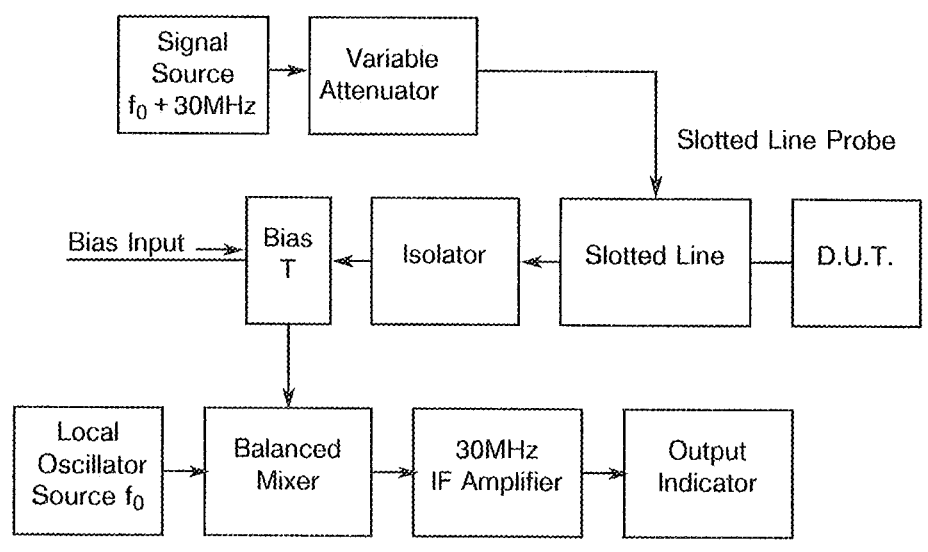 Signal
Source
f₀ + 30MHz
Variable
Attenuator
Slotted Line Probe
Bias Input
Bias
T
Isolator
Slotted Line
D.U.T.
Local
Oscillator
Source f₀
Balanced
Mixer
30MHz
IF Amplifier
Output
Indicator